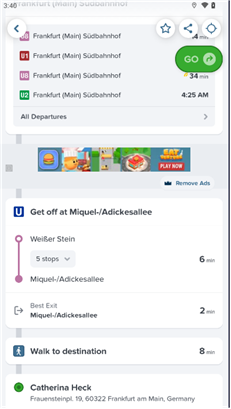 3:40
Frankfurt (Main) Südbahnhof
Frankfurt (Main) Südbahnhof
U1
Frankfurt (Main) Südbahnhof
U8
Frankfurt (Main) Südbahnhof
34 min
U2
Frankfurt (Main) Südbahnhof
4:25 AM
GO
All Departures
PLAY NOW
Remove Ads
U
Get off at Miquel-/Adickesallee
Weißer Stein
5 stops
6 min
Miquel-/Adickesallee
Best Exit
Miquel-/Adickesallee
2 min
Walk to destination
8 min
Catherina Heck
Frauensteinpl. 19, 60322 Frankfurt am Main, Germany